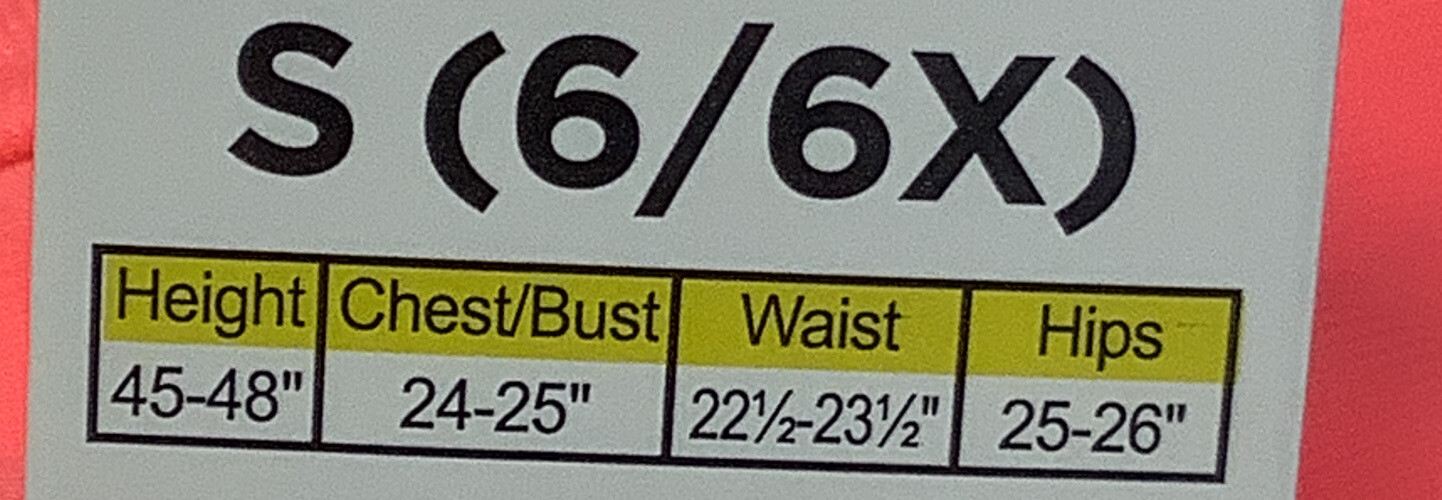 S (6/6X)
Height Chest/Bust Waist Hips
45-48" 24-25" 22½-23½" 25-26"